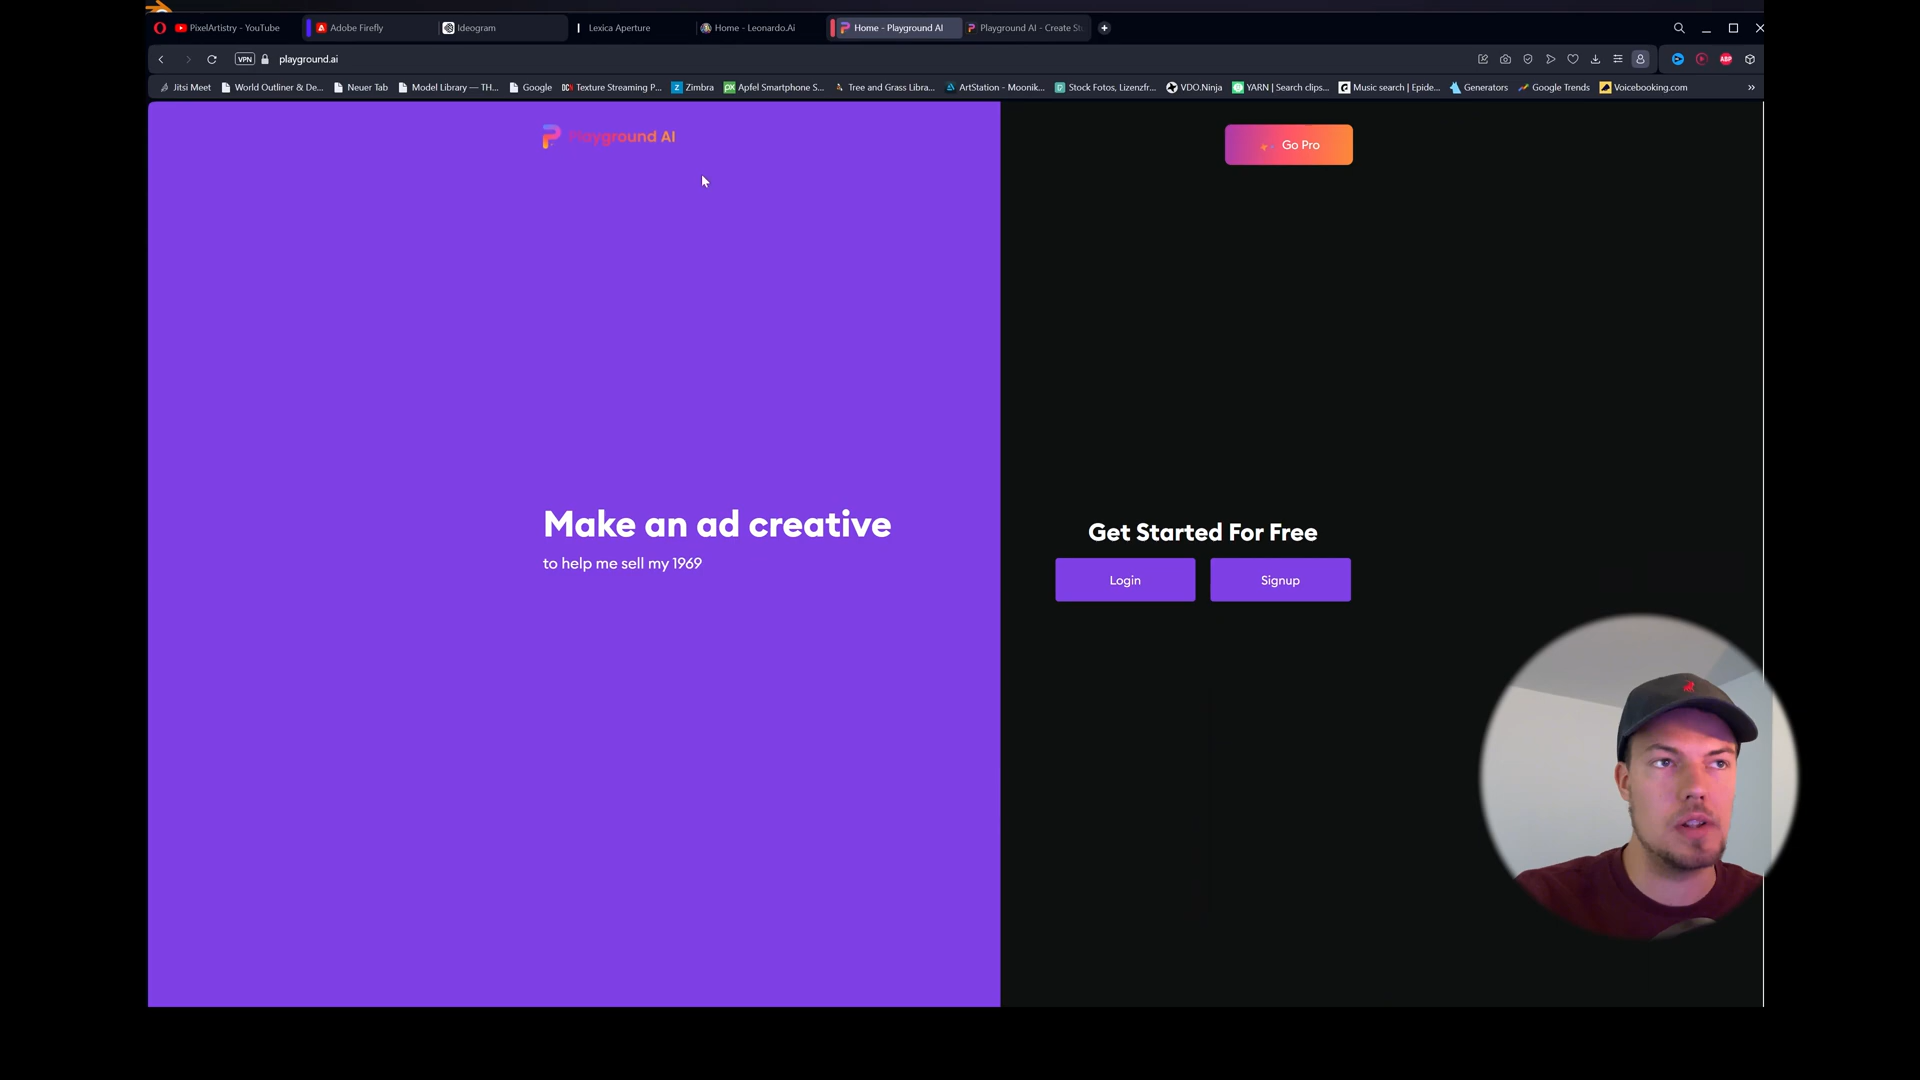 PixelArtistry - YouTube
Adobe Firefly
Ideogram
Lexica Aperture
Home - Leonardo.Ai
Home - Playground AI
Playground AI - Create St
VPN
playground.ai
Jitsi Meet
World Outliner & De...
Neuer Tab
Model Library — TH...
Google
Texture Streaming P...
Zimbra
Apfel Smartphone S...
Tree and Grass Libra...
ArtStation - Moonik...
Stock Fotos, Lizenzfr...
VDO.Ninja
YARN | Search clips...
Music search | Epide...
Generators
Google Trends
Voicebooking.com
ABP
Playground AI
Go Pro
Make an ad creative
to help me sell my 1969
Get Started For Free
Login
Signup